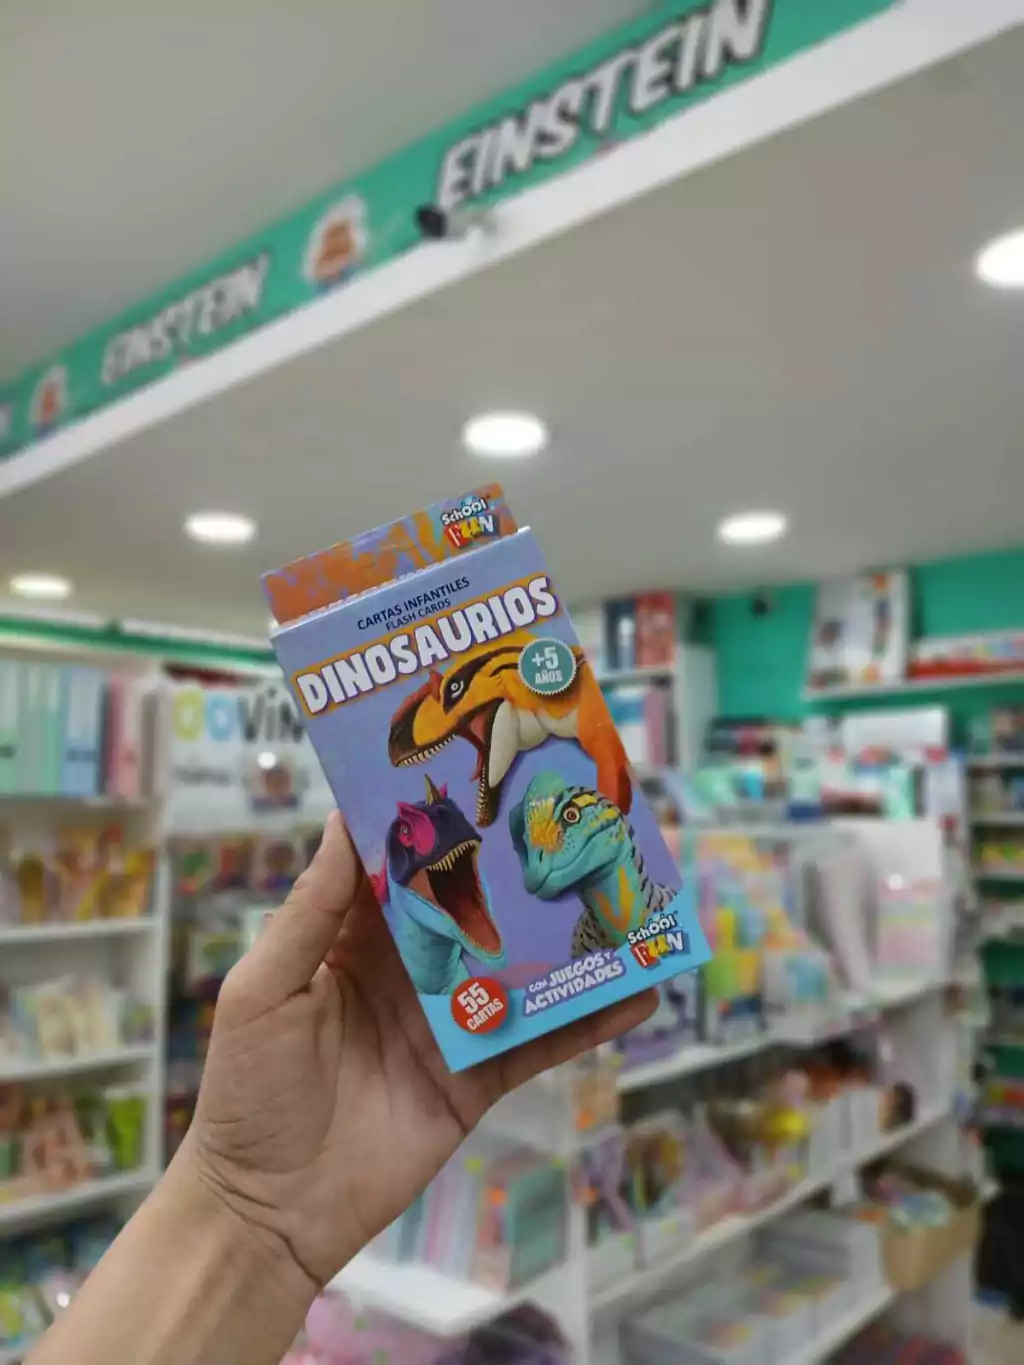 EINSTEIN
EINSTEIN
School
FUN
CARTAS INFANTILES
FLASH CARDS
DINOSAURIOS
+5
AÑOS
School
FUN
CON JUEGOS Y
ACTIVIDADES
55
CARTAS